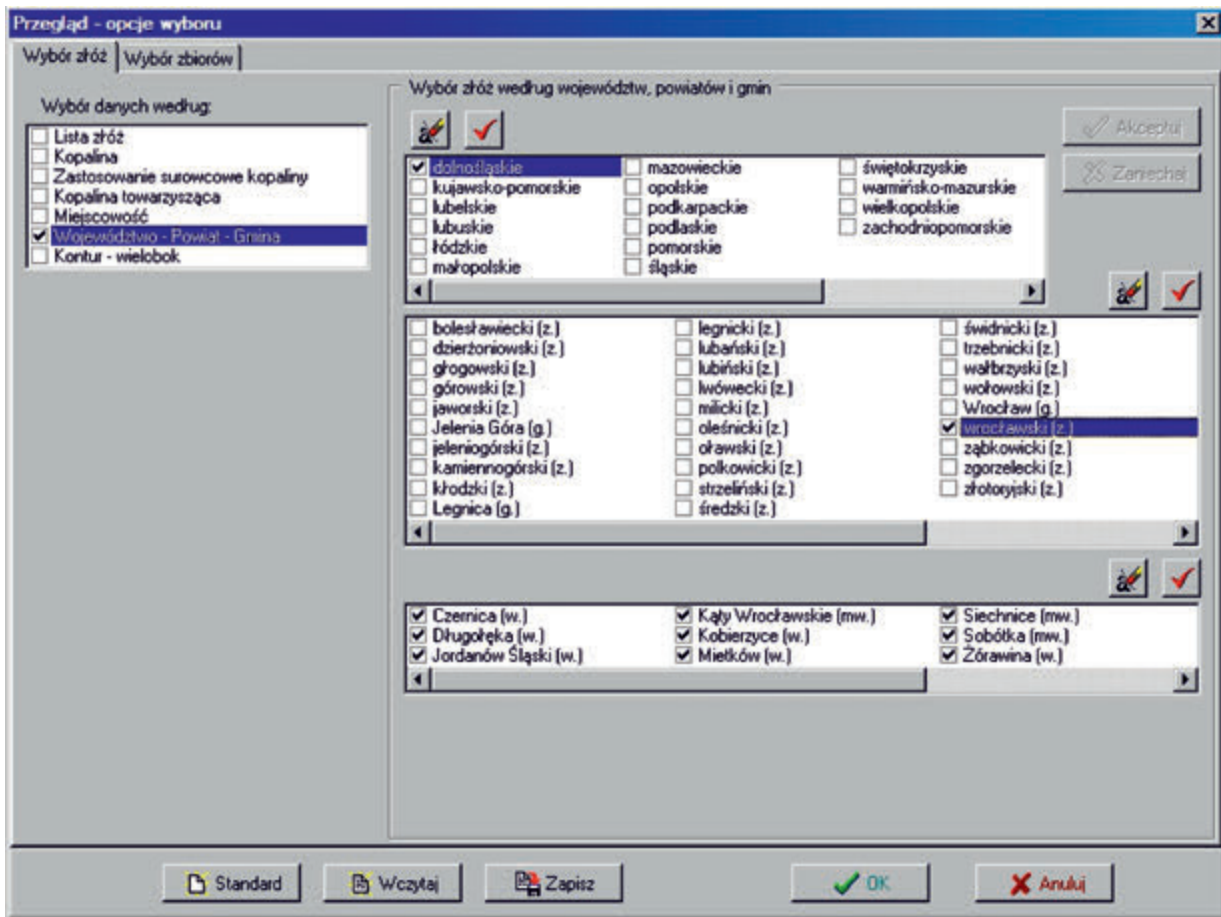 Przegląd - opcje wyboru
Wybór złóż
Wybór zbiorów
Wybór danych według:
Lista złóż
Kopalina
Zastosowanie surowcowe kopaliny
Kopalina towarzysząca
Miejscowość
Województwo - Powiat - Gmina
Kontur - wielobok
Wybór złóż według województw, powiatów i gmin
Akceptuj
Zaniechaj
dolnośląskie
kujawsko-pomorskie
lubelskie
lubuskie
łódzkie
małopolskie
mazowieckie
opolskie
podkarpackie
podlaskie
pomorskie
śląskie
świętokrzyskie
warmińsko-mazurskie
wielkopolskie
zachodniopomorskie
bolesławiecki (z.)
dzierżoniowski (z.)
głogowski (z.)
górowski (z.)
jaworski (z.)
Jelenia Góra (g.)
jeleniogórski (z.)
kamiennogórski (z.)
kłodzki (z.)
Legnica (g.)
legnicki (z.)
lubański (z.)
lubiński (z.)
lwówecki (z.)
milicki (z.)
oleśnicki (z.)
oławski (z.)
polkowicki (z.)
strzeliński (z.)
średzki (z.)
świdnicki (z.)
trzebnicki (z.)
wałbrzyski (z.)
wołowski (z.)
Wrocław (g.)
wrocławski (z.)
ząbkowicki (z.)
zgorzelecki (z.)
złotoryjski (z.)
Czernica (w.)
Długołęka (w.)
Jordanów Śląski (w.)
Kąty Wrocławskie (mw.)
Kobierzyce (w.)
Mietków (w.)
Siechnice (mw.)
Sobótka (mw.)
Żórawina (w.)
Standard
Wczytaj
Zapisz
OK
Anuluj